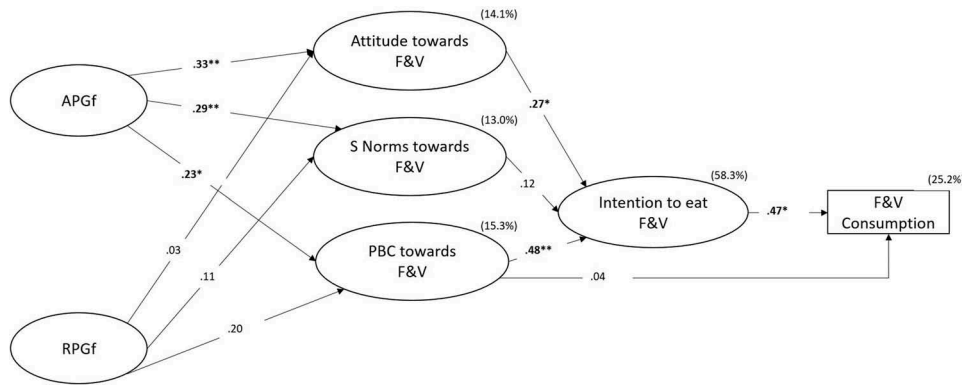 (14.1%)
Attitude towards
F&V
.33**
APGf
.29**
.27*
(13.0%)
S Norms towards
F&V
.23*
.12
(58.3%)
Intention to eat
F&V
.47*
(25.2%
F&V
Consumption
(15.3%)
PBC towards
F&V
.48**
.03
.11
.04
.20
RPGf